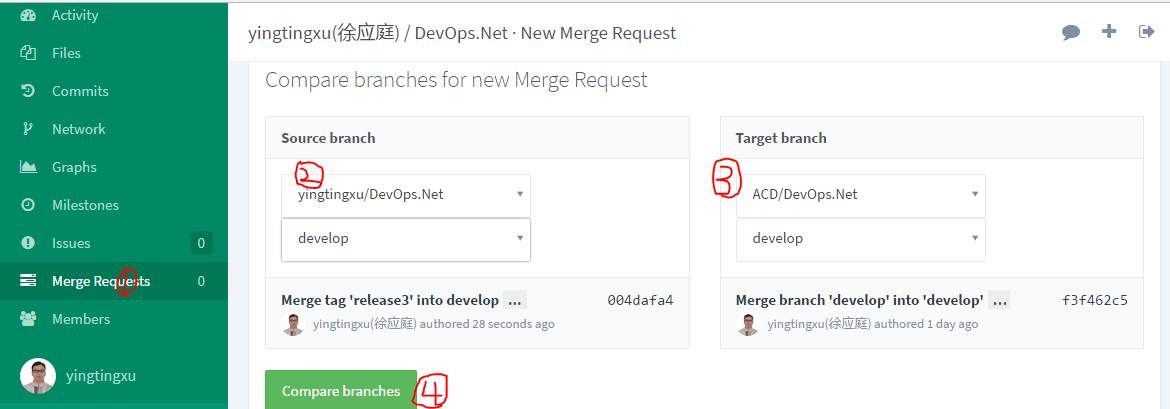 Activity
Files
Commits
Network
Graphs
Milestones
Issues 0
Merge Requests 0
Members
yingtingxu
yingtingxu(徐应庭) / DevOps.Net · New Merge Request
Compare branches for new Merge Request
Source branch
2
yingtingxu/DevOps.Net
develop
Merge tag 'release3' into develop ... 004dafa4
yingtingxu(徐应庭) authored 28 seconds ago
Target branch
3
ACD/DevOps.Net
develop
Merge branch 'develop' into 'develop' ... f3f462c5
yingtingxu(徐应庭) authored 1 day ago
Compare branches
4
1